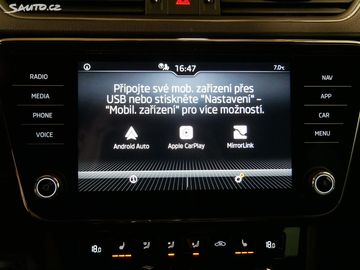 SAUTO.CZ
16:47
7.0
RADIO
MEDIA
PHONE
VOICE
Připojte své mob. zařízení přes
USB nebo stiskněte "Nastavení" –
"Mobil. zařízení" pro více možností.
Android Auto
Apple CarPlay
MirrorLink
NAV
APP
CAR
MENU
18.0
18.0